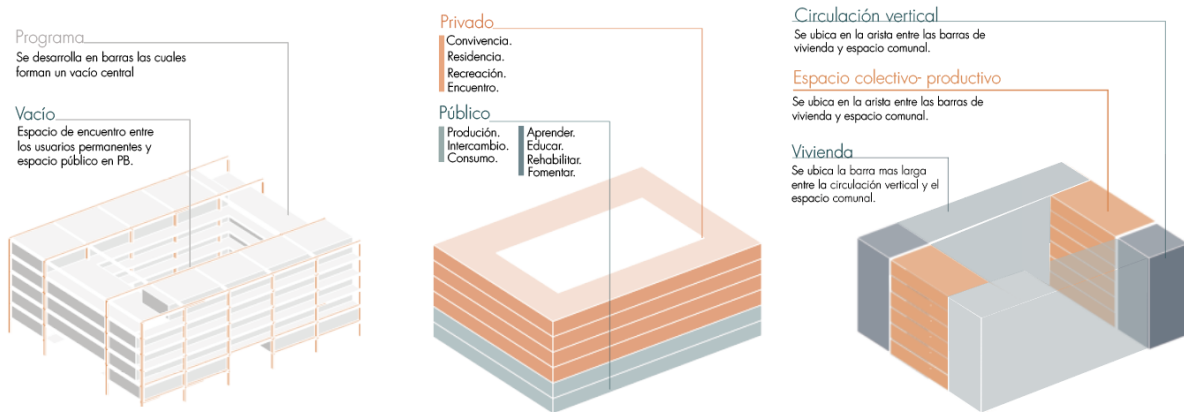 Programa
Se desarrolla en barras las cuales
forman un vacío central
Vacío
Espacio de encuentro entre
los usuarios permanentes y
espacio público en PB.
Privado
Convivencia.
Residencia.
Recreación.
Encuentro.
Público
Produción.
Intercambio.
Consumo.
Aprender.
Educar.
Rehabilitar.
Fomentar.
Circulación vertical
Se ubica en la arista entre las barras de
vivienda y espacio comunal.
Espacio colectivo- productivo
Se ubica en la arista entre las barras de
vivienda y espacio comunal.
Vivienda
Se ubica la barra mas larga
entre la circulación vertical y el
espacio comunal.